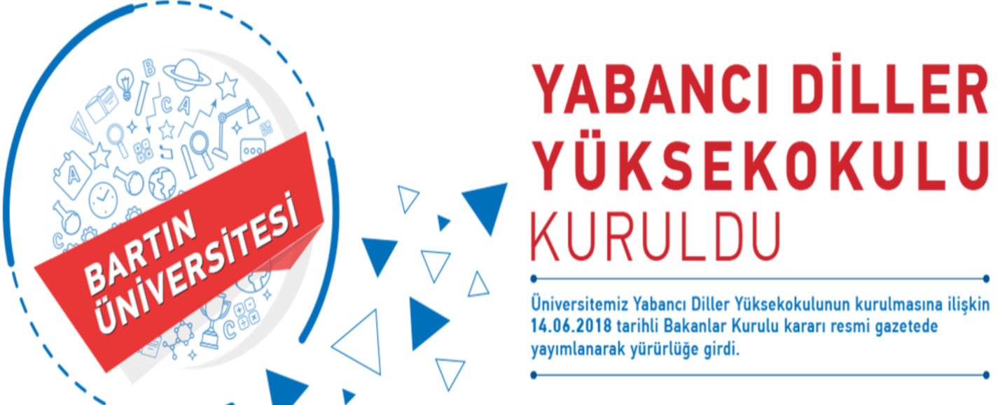 BARTIN
ÜNİVERSİTESİ
YABANCI DİLLER
YÜKSEKOKULU
KURULDU
Üniversitemiz Yabancı Diller Yüksekokulunun kurulmasına ilişkin
14.06.2018 tarihli Bakanlar Kurulu kararı resmi gazetede
yayımlanarak yürürlüğe girdi.